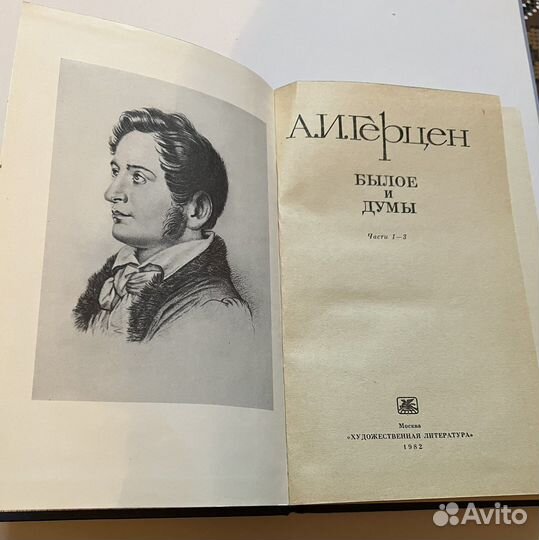 А.И.Герцен
БЫЛОЕ
И
ДУМЫ
Части 1—3
Москва
«ХУДОЖЕСТВЕННАЯ ЛИТЕРАТУРА»
1982
Avito